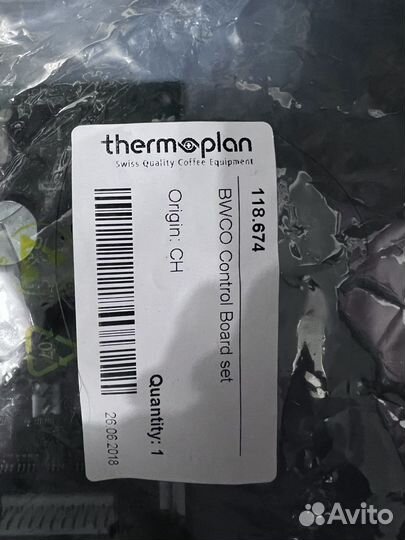 thermoplan
Swiss Quality Coffee Equipment
118.674
BWCO Control Board set
Origin: CH
Quantity: 1
26.06.2018
Avito